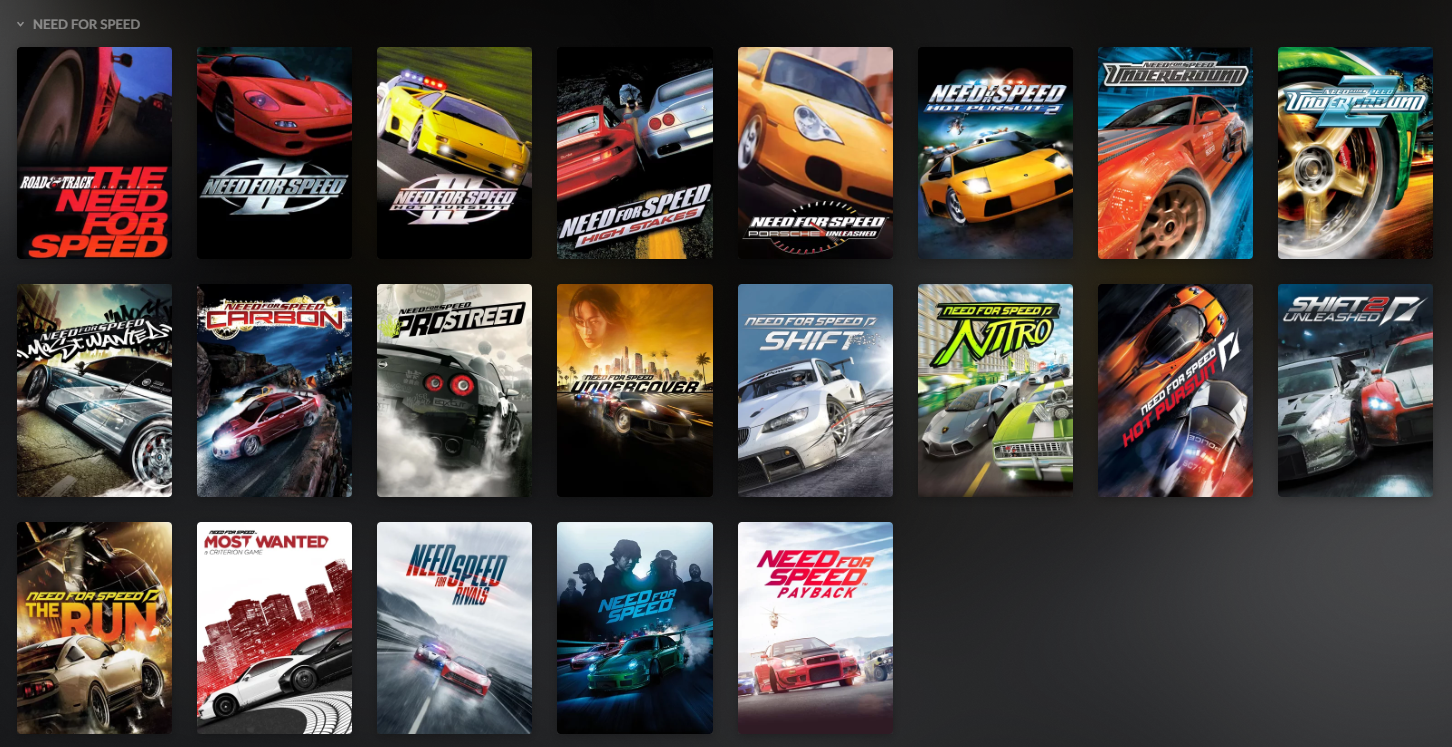 NEED FOR SPEED
ROAD & TRACK
THE
NEED
FOR
SPEED
II
NEED FOR SPEED
III
NEED FOR SPEED
HOT PURSUIT
NEED FOR SPEED
HIGH STAKES
NEED FOR SPEED
PORSCHE UNLEASHED
NEED FOR SPEED
HOT PURSUIT 2
NEED FOR SPEED
UNDERGROUND
2
NEED FOR SPEED
UNDERGROUND
NEED FOR SPEED
MOST WANTED
NEED FOR SPEED
CARBON
NEED FOR SPEED
PROSTREET
NEED FOR SPEED
UNDERCOVER
NEED FOR SPEED
SHIFT
NEED FOR SPEED
NITRO
NEED FOR SPEED
HOT PURSUIT
POLICE
SHIFT 2
UNLEASHED
NEED FOR SPEED
THE
RUN
NEED FOR SPEED
MOST WANTED
a CRITERION GAME
NEED
FOR SPEED
RIVALS
NEED FOR
SPEED
NEED FOR
SPEED
PAYBACK